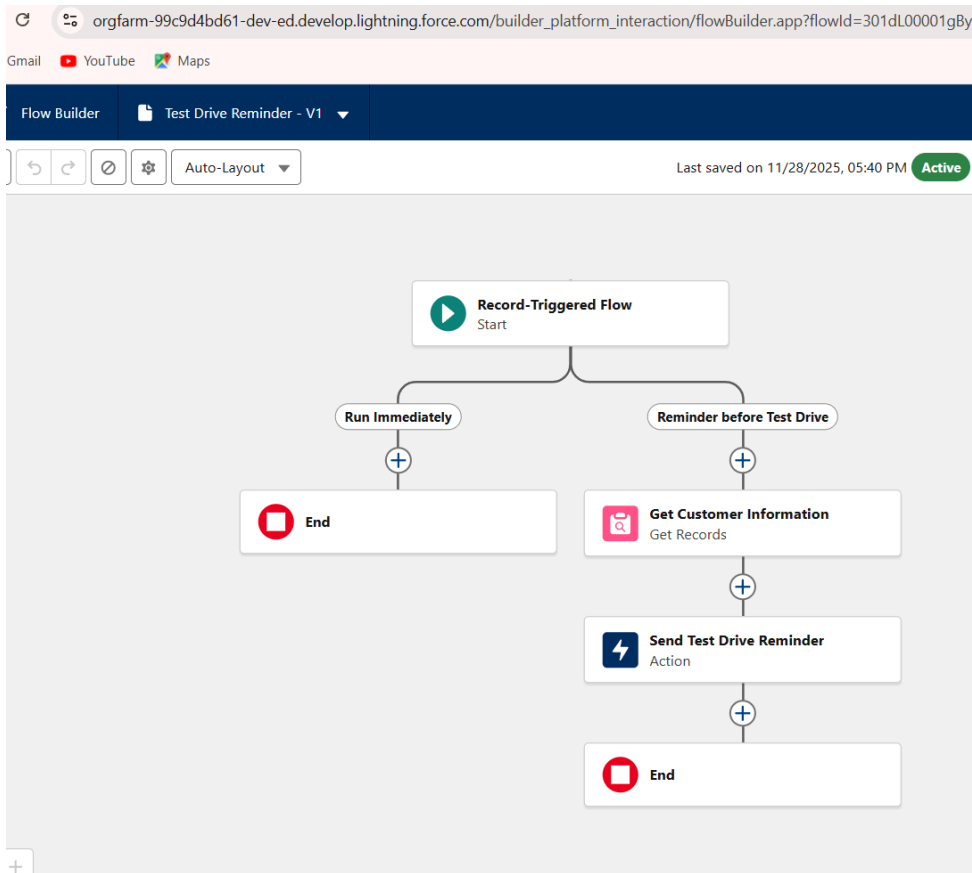 orgfarm-99c9d4bd61-dev-ed.develop.lightning.force.com/builder_platform_interaction/flowBuilder.app?flowId=301dL00001gBy
Gmail YouTube Maps
Flow Builder Test Drive Reminder - V1
Auto-Layout Last saved on 11/28/2025, 05:40 PM Active
Record-Triggered Flow
Start
Run Immediately Reminder before Test Drive
End
Get Customer Information
Get Records
Send Test Drive Reminder
Action
End